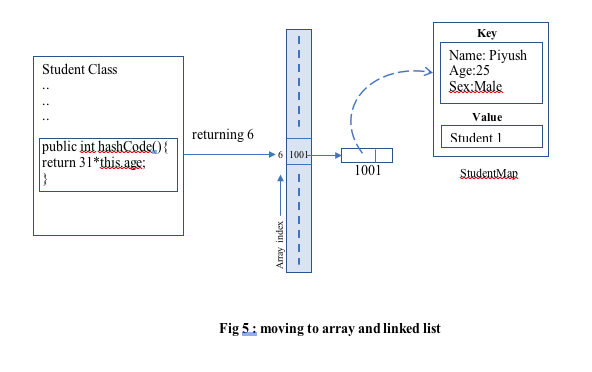 Student Class
..
..
..
public int hashCode(){
return 31*this.age;
}
returning 6
6
1001
Array index
1001
Key
Name: Piyush
Age:25
Sex:Male
Value
Student 1
StudentMap
Fig 5 : moving to array and linked list